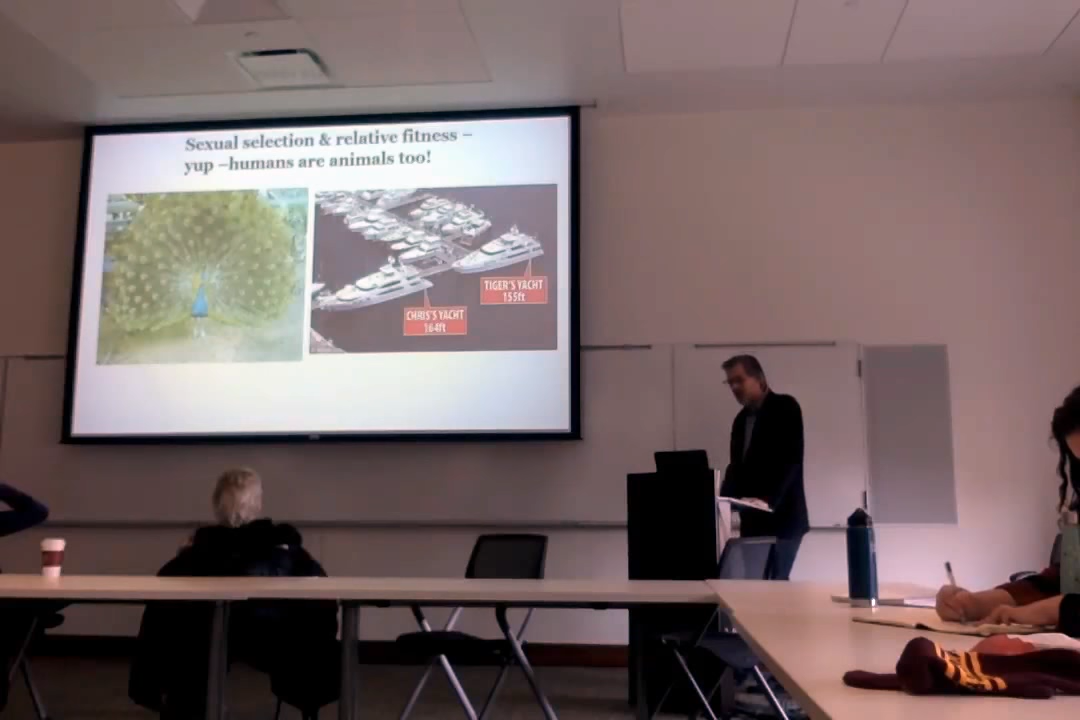 Sexual selection & relative fitness –
yup –humans are animals too!
TIGER'S YACHT
155ft
CHRIS'S YACHT
164ft